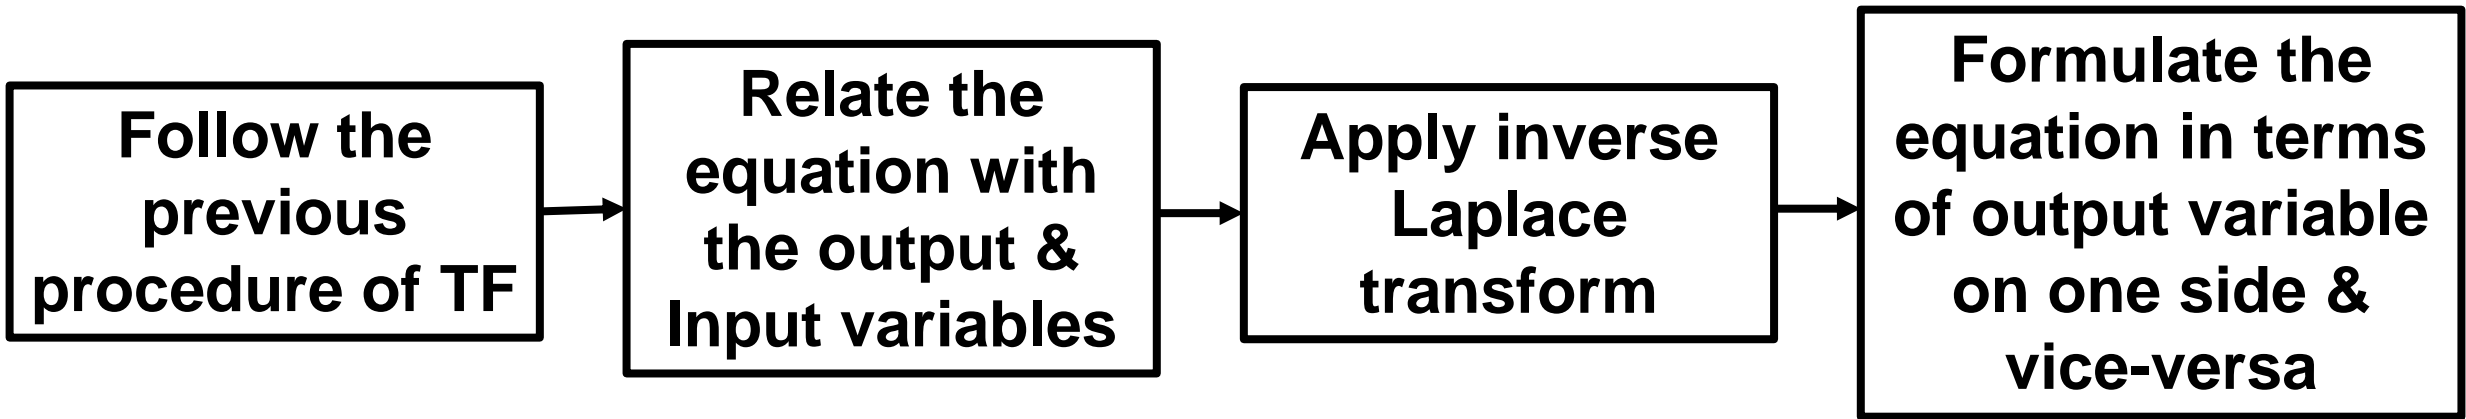 Follow the
previous
procedure of TF
Relate the
equation with
the output &
Input variables
Apply inverse
Laplace
transform
Formulate the
equation in terms
of output variable
on one side &
vice-versa